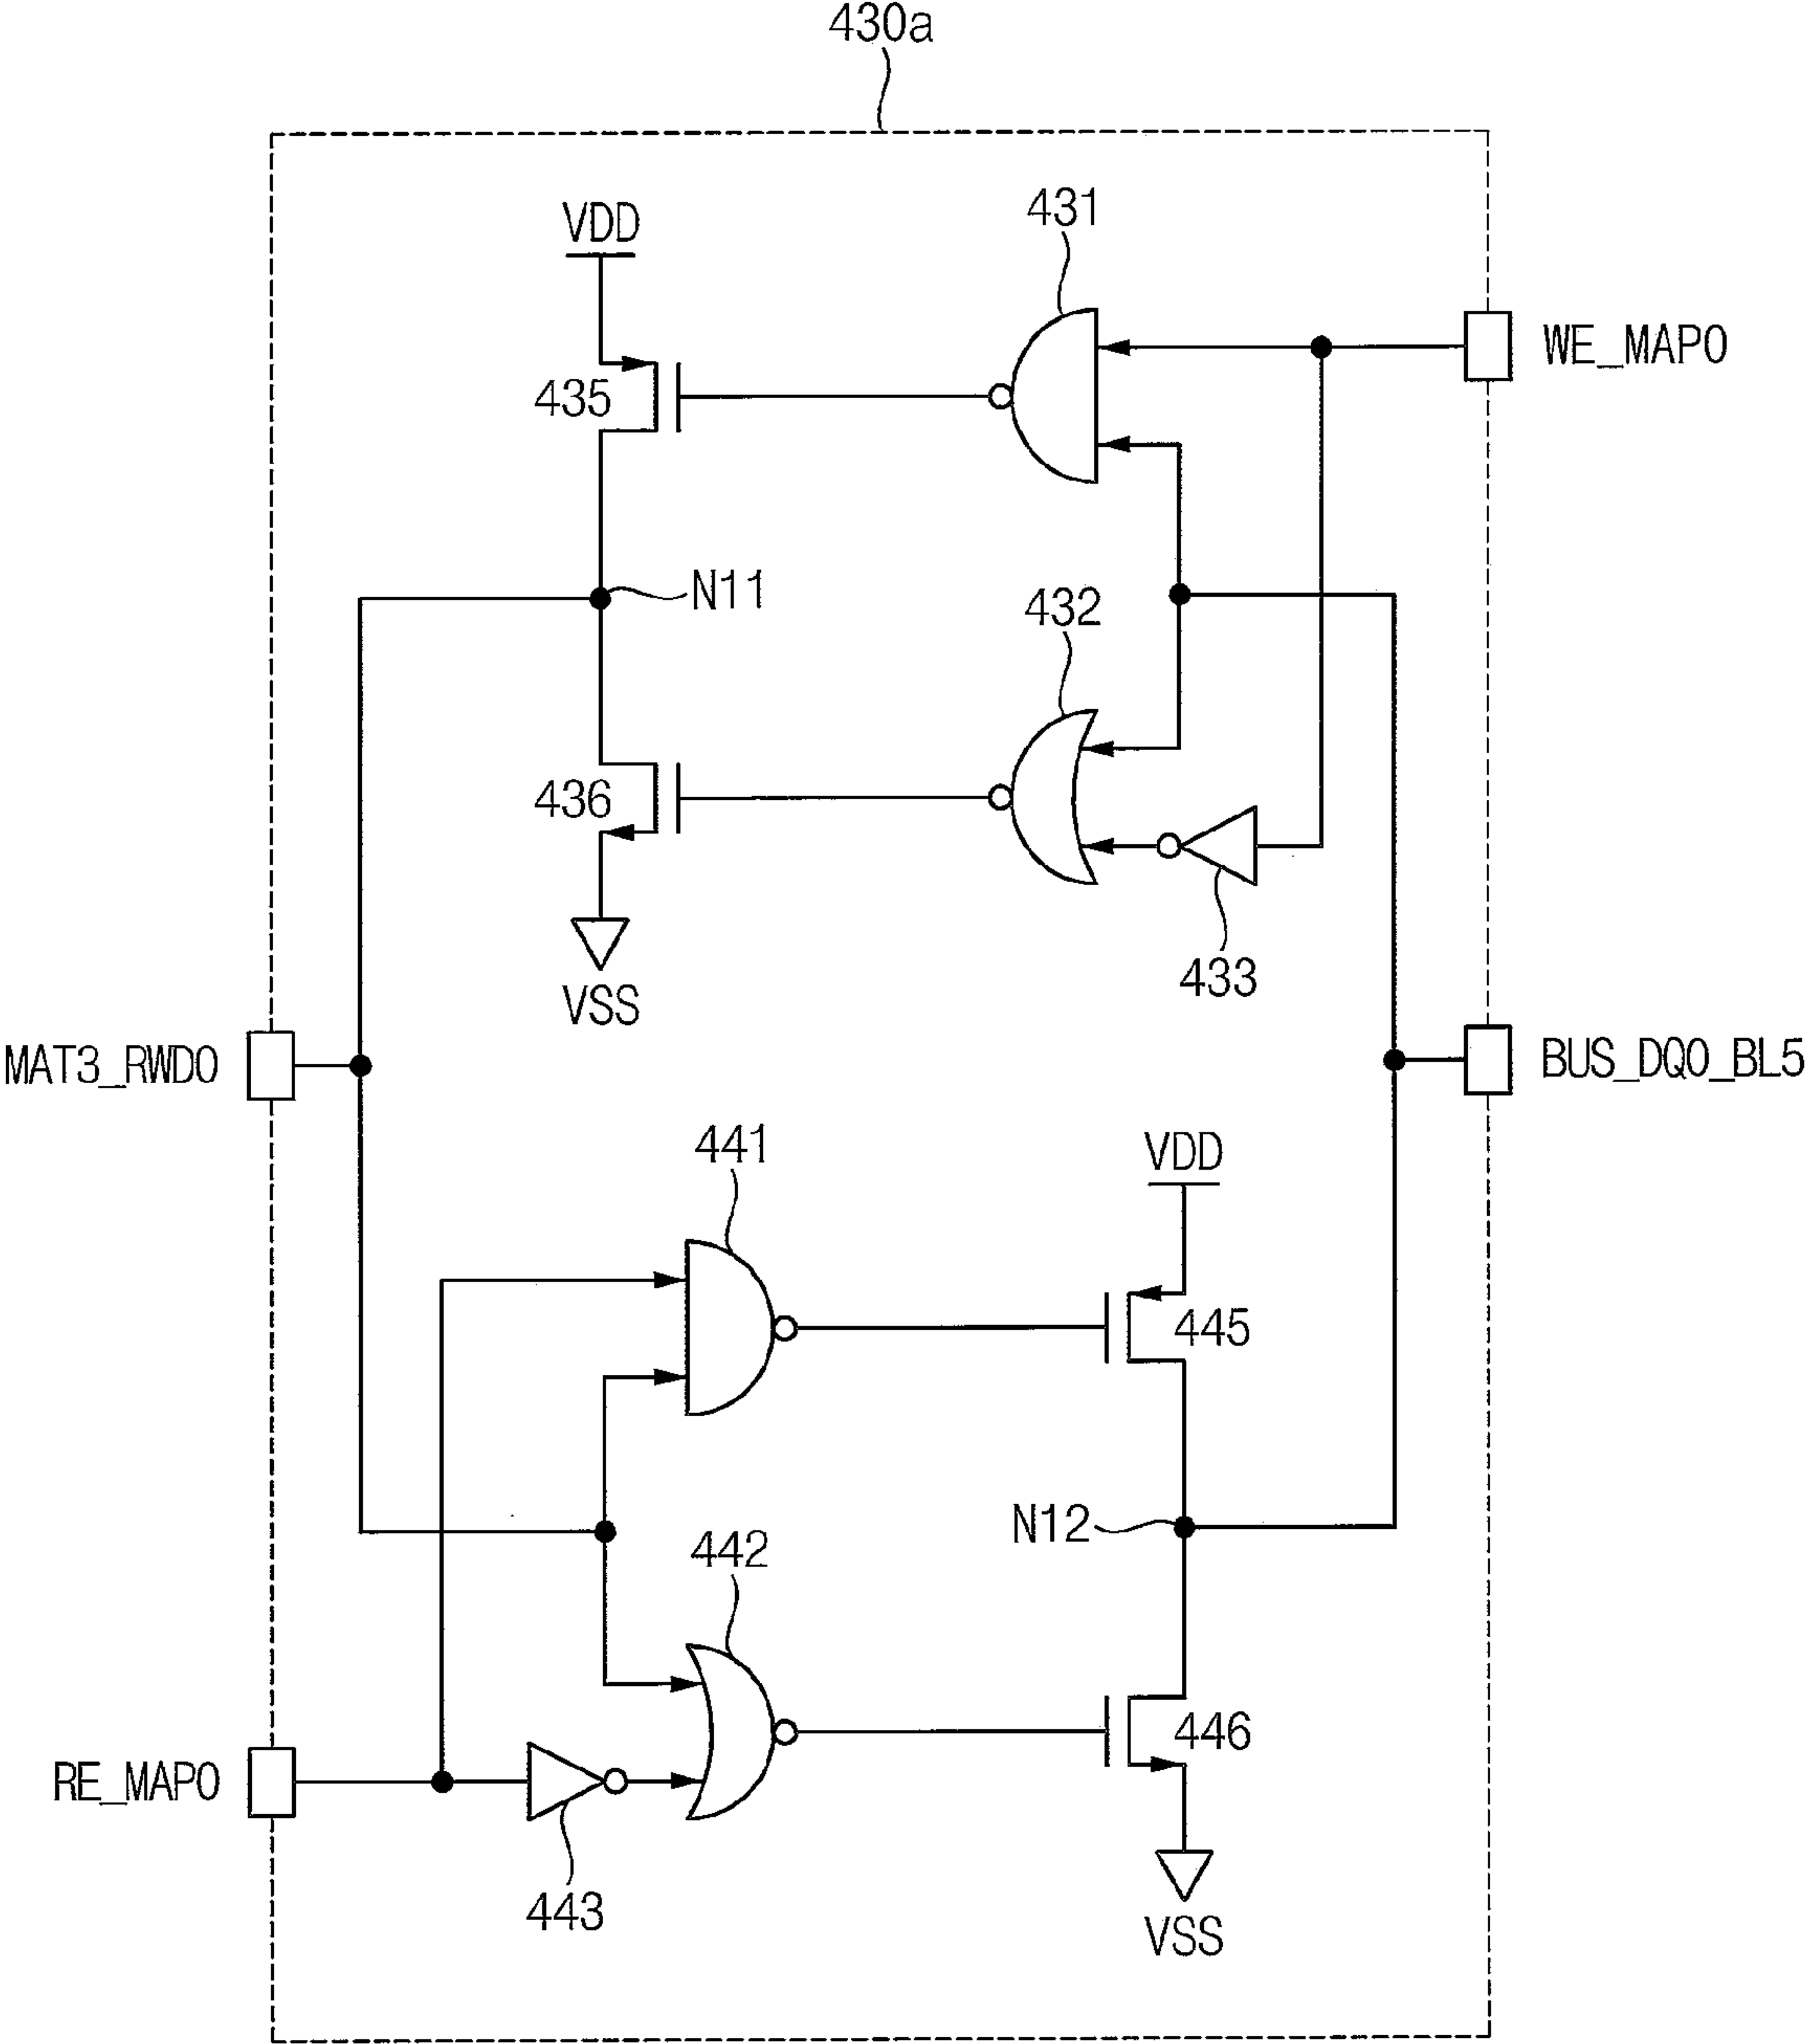 430a
VDD
431
WE_MAP0
435
N11
432
436
433
VSS
MAT3_RWD0
BUS_DQ0_BL5
441
VDD
445
N12
442
446
RE_MAP0
443
VSS